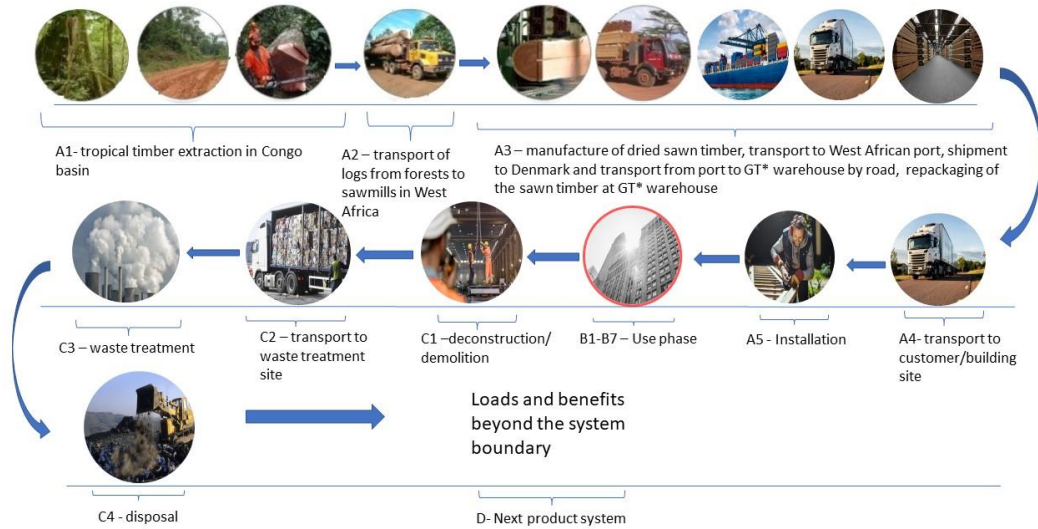 A1- tropical timber extraction in Congo
basin
A2 – transport of
logs from forests to
sawmills in West
Africa
A3 – manufacture of dried sawn timber, transport to West African port, shipment
to Denmark and transport from port to GT* warehouse by road,  repackaging of
the sawn timber at GT* warehouse
C3 – waste treatment
C2 – transport to
waste treatment
site
C1 –deconstruction/
demolition
B1-B7 – Use phase
A5 - Installation
A4- transport to
customer/building
site
Loads and benefits
beyond the system
boundary
C4 - disposal
D- Next product system